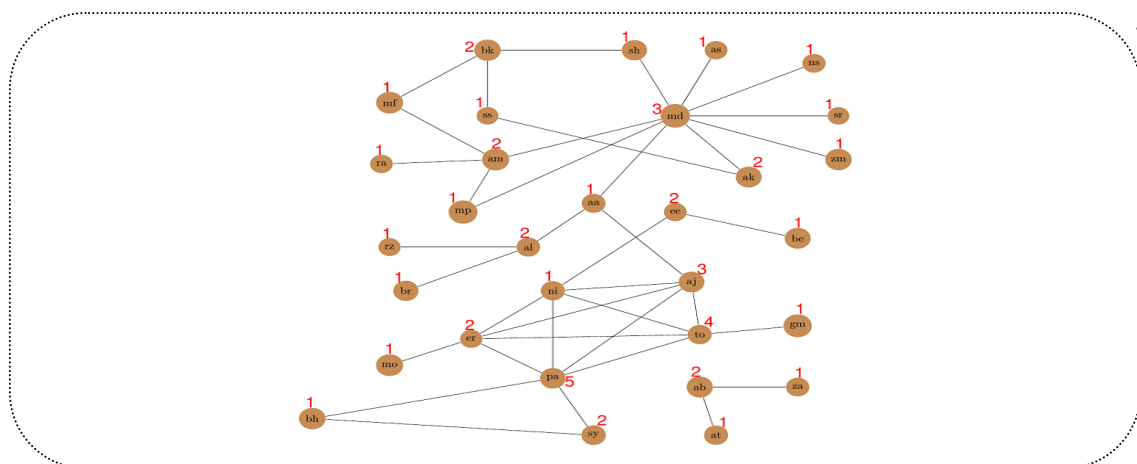 2 bk
1 sh
1 as
1 ns
1 mf
1 ss
3 md
1 sr
1 ra
2 am
1 zm
2 ak
1 mp
1 aa
2 ee
1 be
1 rz
2 al
1 br
1 ni
3 aj
2 er
4 to
1 gm
1 mo
pa 5
2 ab
1 za
1 bh
2 sy
1 at